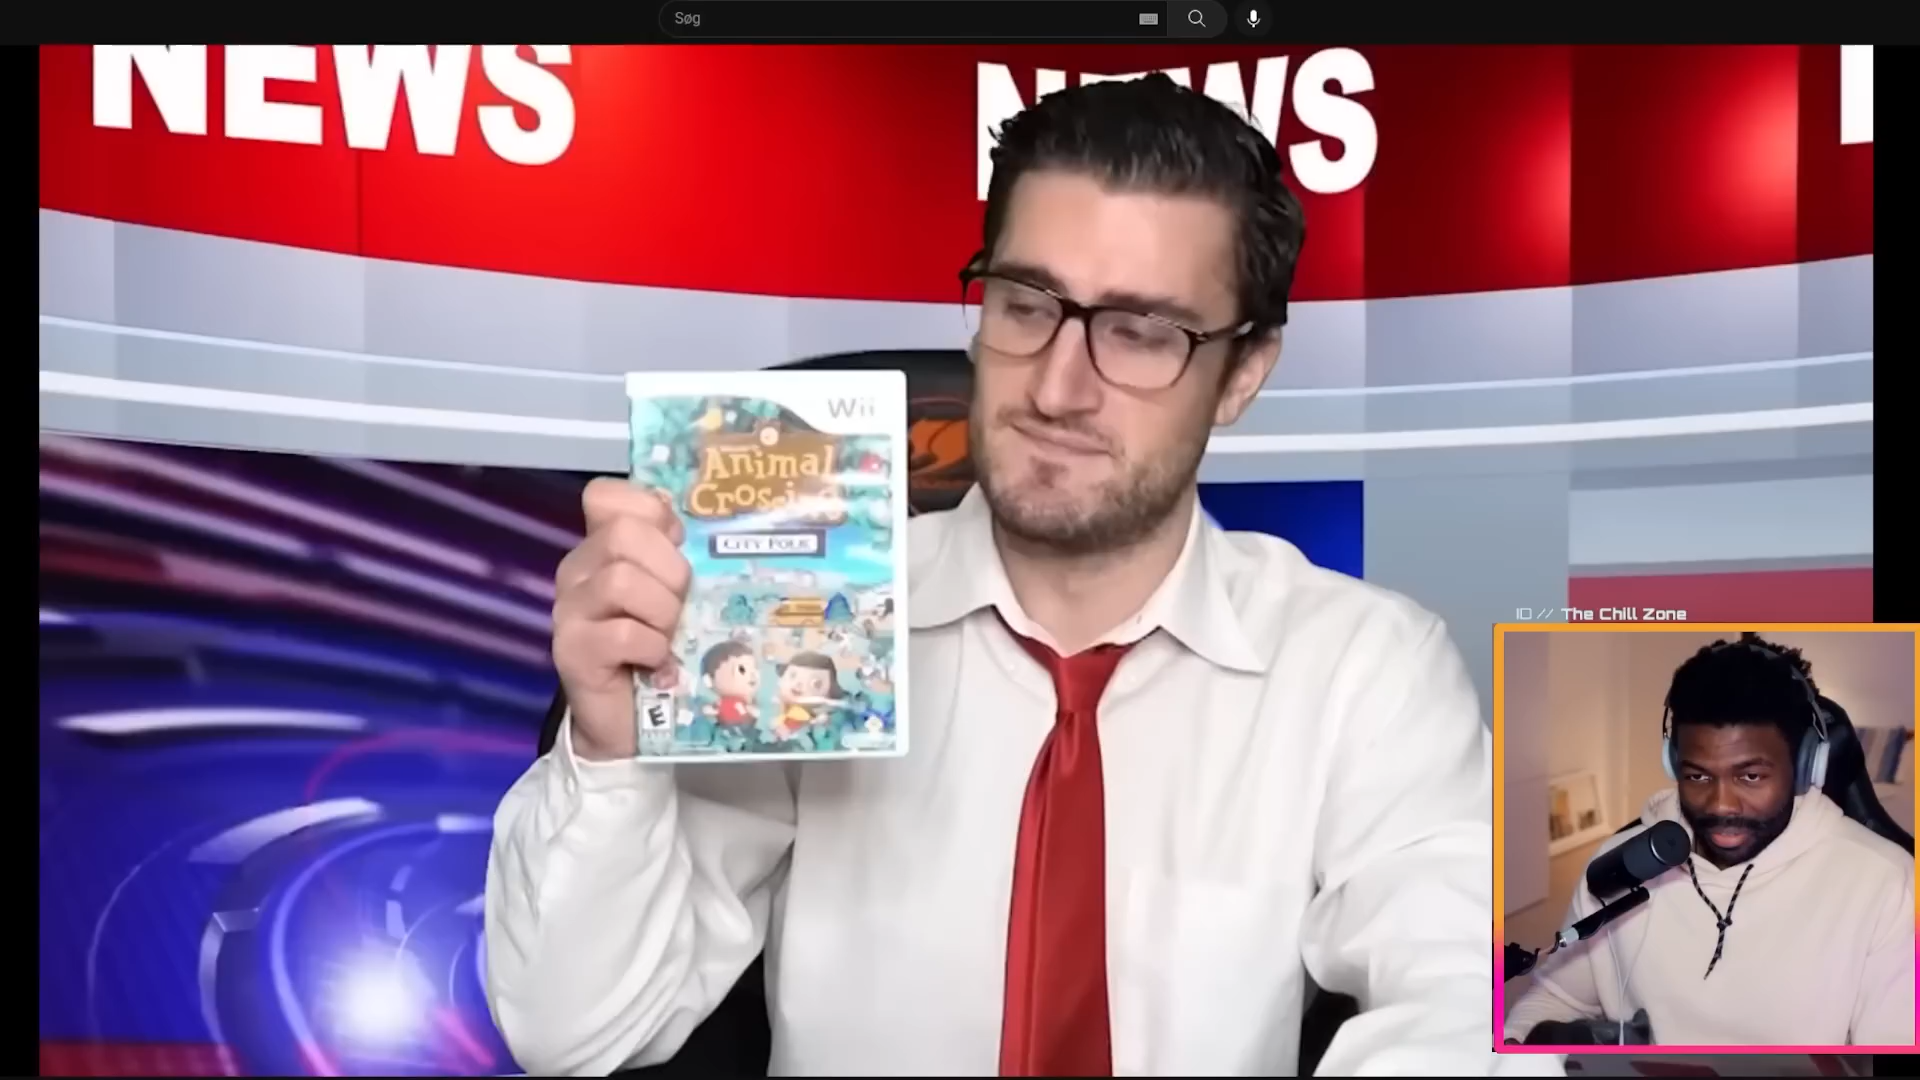 Søg
NEWS
NEWS
Wii
Animal
Crossing
CITY FOLK
E
ID // The Chill Zone